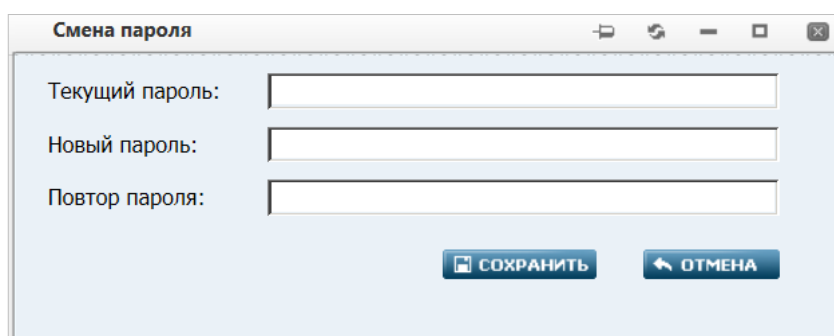 Смена пароля
Текущий пароль:
Новый пароль:
Повтор пароля:
СОХРАНИТЬ ОТМЕНА